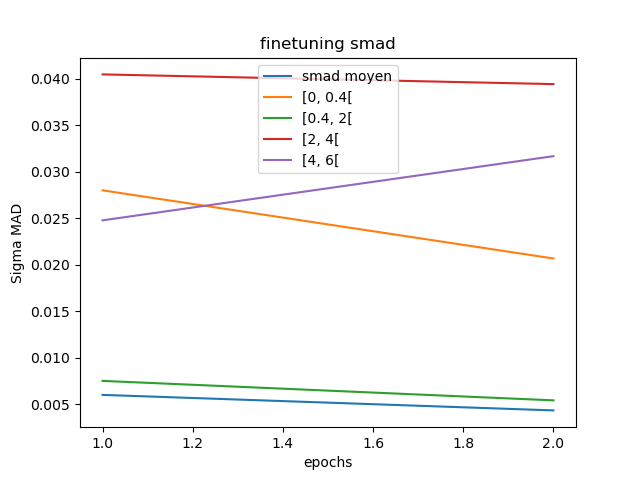 finetuning smad
smad moyen
[0, 0.4[
[0.4, 2[
[2, 4[
[4, 6[
Sigma MAD
0.040
0.035
0.030
0.025
0.020
0.015
0.010
0.005
1.0 1.2 1.4 1.6 1.8 2.0
epochs